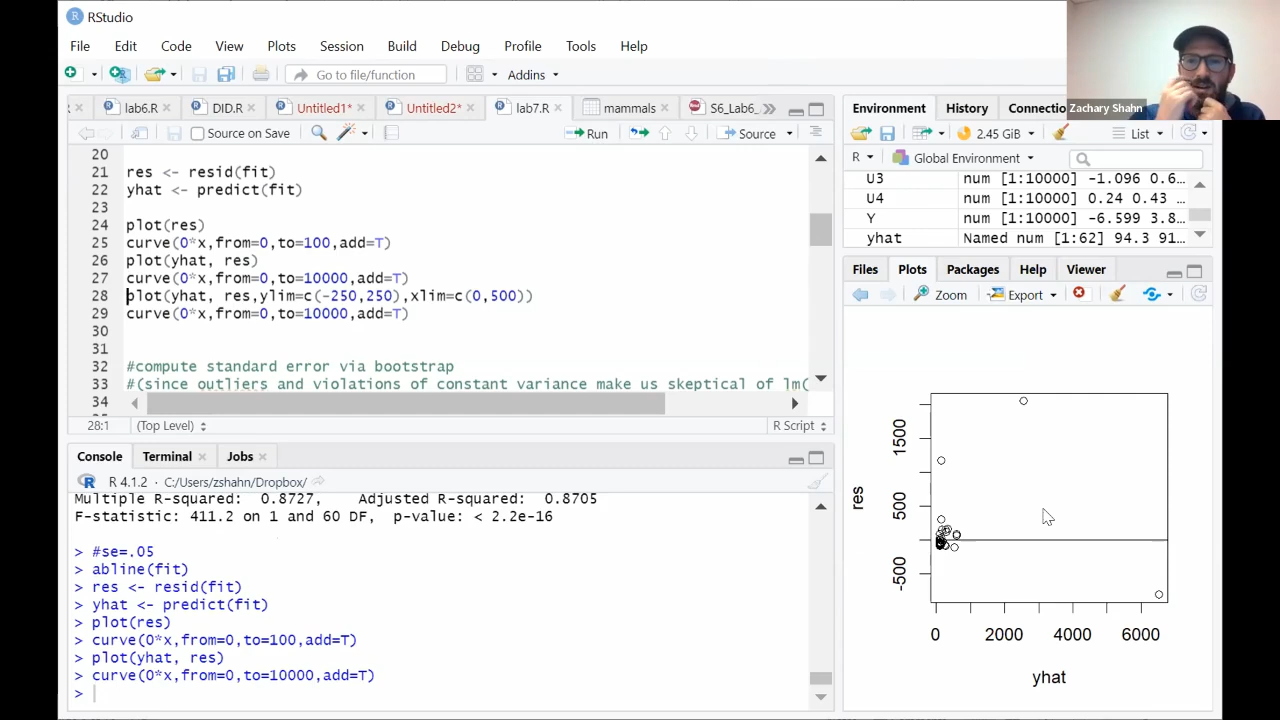 RStudio
File Edit Code View Plots Session Build Debug Profile Tools Help
Go to file/function Addins
lab6.R DID.R Untitled1* Untitled2* lab7.R mammals S6_Lab6_
Source on Save Run Source
20
21 res <- resid(fit)
22 yhat <- predict(fit)
23
24 plot(res)
25 curve(0*x,from=0,to=100,add=T)
26 plot(yhat, res)
27 curve(0*x,from=0,to=10000,add=T)
28 plot(yhat, res,ylim=c(-250,250),xlim=c(0,500))
29 curve(0*x,from=0,to=10000,add=T)
30
31
32 #compute standard error via bootstrap
33 #(since outliers and violations of constant variance make us skeptical of lm(
34
28:1 (Top Level) R Script
Console Terminal Jobs
R 4.1.2 · C:/Users/zshahn/Dropbox/
Multiple R-squared:  0.8727,    Adjusted R-squared:  0.8705
F-statistic: 411.2 on 1 and 60 DF,  p-value: < 2.2e-16
> #se=.05
> abline(fit)
> res <- resid(fit)
> yhat <- predict(fit)
> plot(res)
> curve(0*x,from=0,to=100,add=T)
> plot(yhat, res)
> curve(0*x,from=0,to=10000,add=T)
>
Zachary Shahn
Environment History Connectio
2.45 GiB List
R Global Environment
U3 num [1:10000] -1.096 0.6…
U4 num [1:10000] 0.24 0.43 …
Y num [1:10000] -6.599 3.8…
yhat Named num [1:62] 94.3 91…
Files Plots Packages Help Viewer
Zoom Export
1500
500
-500
res
0 2000 4000 6000
yhat